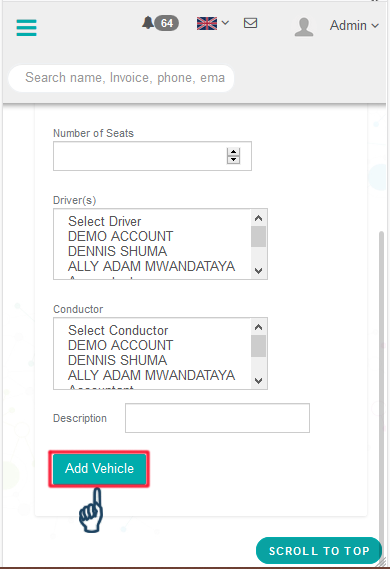 64
Admin
Search name, Invoice, phone, ema
Number of Seats
Driver(s)
Select Driver
DEMO ACCOUNT
DENNIS SHUMA
ALLY ADAM MWANDATAYA
Conductor
Select Conductor
DEMO ACCOUNT
DENNIS SHUMA
ALLY ADAM MWANDATAYA
Accountant
Description
Add Vehicle
SCROLL TO TOP